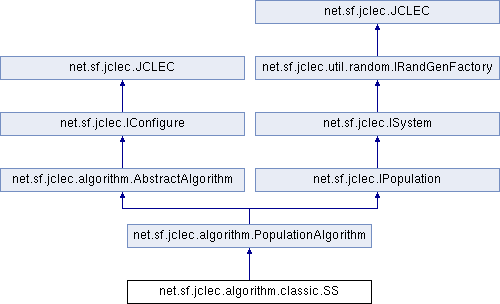 net.sf.jclec.JCLEC
net.sf.jclec.JCLEC
net.sf.jclec.util.random.IRandGenFactory
net.sf.jclec.IConfigure
net.sf.jclec.ISystem
net.sf.jclec.algorithm.AbstractAlgorithm
net.sf.jclec.IPopulation
net.sf.jclec.algorithm.PopulationAlgorithm
net.sf.jclec.algorithm.classic.SS